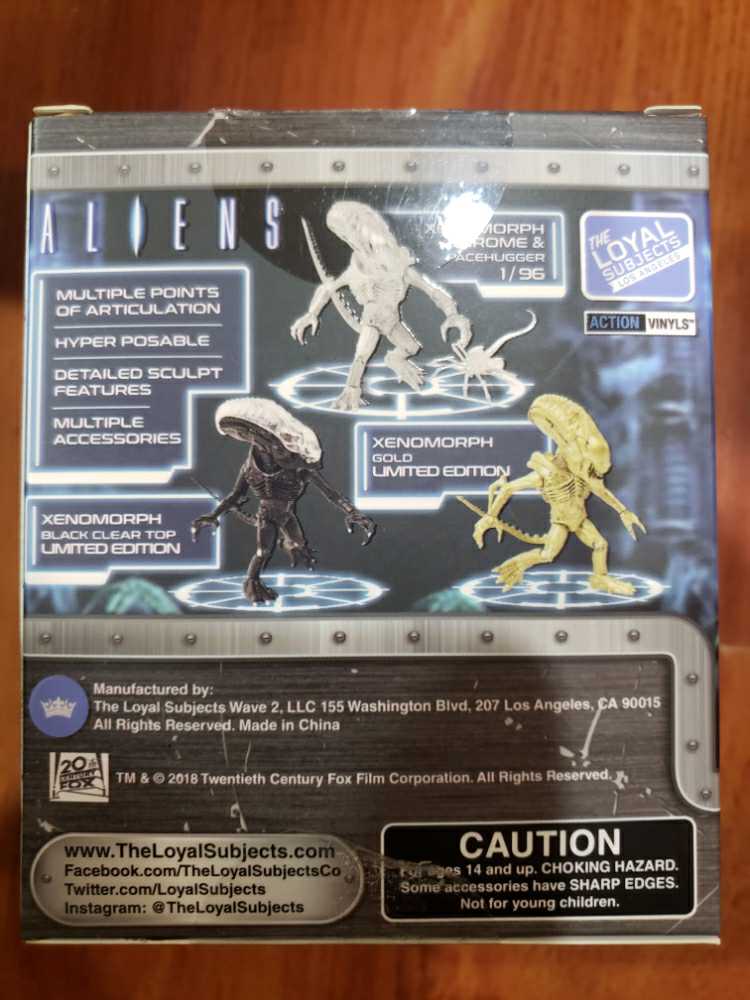 ALIENS
XENOMORPH
CHROME &
FACEHUGGER
1/96
THE
LOYAL
SUBJECTS
LOS ANGELES
ACTION VINYLS™
MULTIPLE POINTS
OF ARTICULATION
HYPER POSABLE
DETAILED SCULPT
FEATURES
MULTIPLE
ACCESSORIES
XENOMORPH
GOLD
LIMITED EDITION
XENOMORPH
BLACK CLEAR TOP
LIMITED EDITION
Manufactured by:
The Loyal Subjects Wave 2, LLC 155 Washington Blvd, 207 Los Angeles, CA 90015
All Rights Reserved. Made in China
20th
CENTURY
FOX
TM & © 2018 Twentieth Century Fox Film Corporation. All Rights Reserved.
www.TheLoyalSubjects.com
Facebook.com/TheLoyalSubjectsCo
Twitter.com/LoyalSubjects
Instagram: @TheLoyalSubjects
CAUTION
For ages 14 and up. CHOKING HAZARD.
Some accessories have SHARP EDGES.
Not for young children.